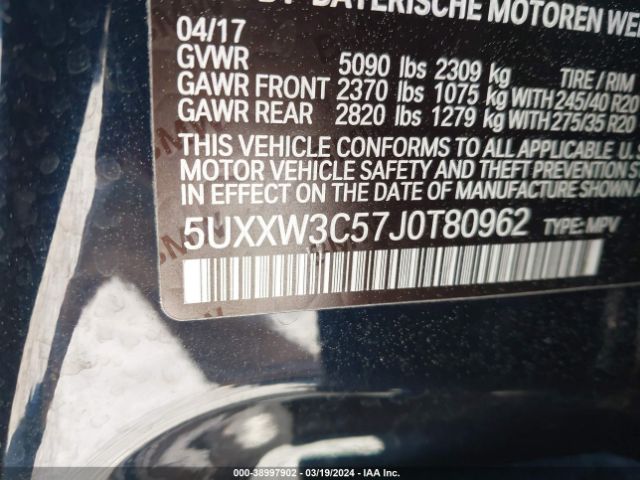 BY BAYERISCHE MOTOREN WE
04/17
GVWR 5090 lbs 2309 kg TIRE / RIM
GAWR FRONT 2370 lbs 1075 kg WITH 245/40 R20
GAWR REAR 2820 lbs 1279 kg WITH 275/35 R20
THIS VEHICLE CONFORMS TO ALL APPLICABLE U.S
MOTOR VEHICLE SAFETY AND THEFT PREVENTION S
IN EFFECT ON THE DATE OF MANUFACTURE SHOWN
5UXXW3C57J0T80962 TYPE: MPV
000-38997902 - 03/19/2024 - IAA Inc.